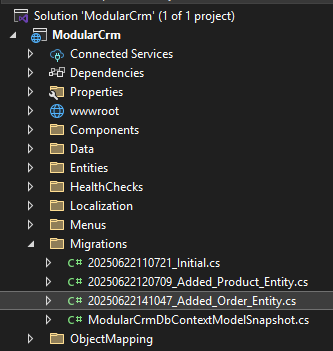 Solution 'ModularCrm' (1 of 1 project)
ModularCrm
Connected Services
Dependencies
Properties
wwwroot
Components
Data
Entities
HealthChecks
Localization
Menus
Migrations
C# 20250622110721_Initial.cs
C# 20250622120709_Added_Product_Entity.cs
C# 20250622141047_Added_Order_Entity.cs
C# ModularCrmDbContextModelSnapshot.cs
ObjectMapping